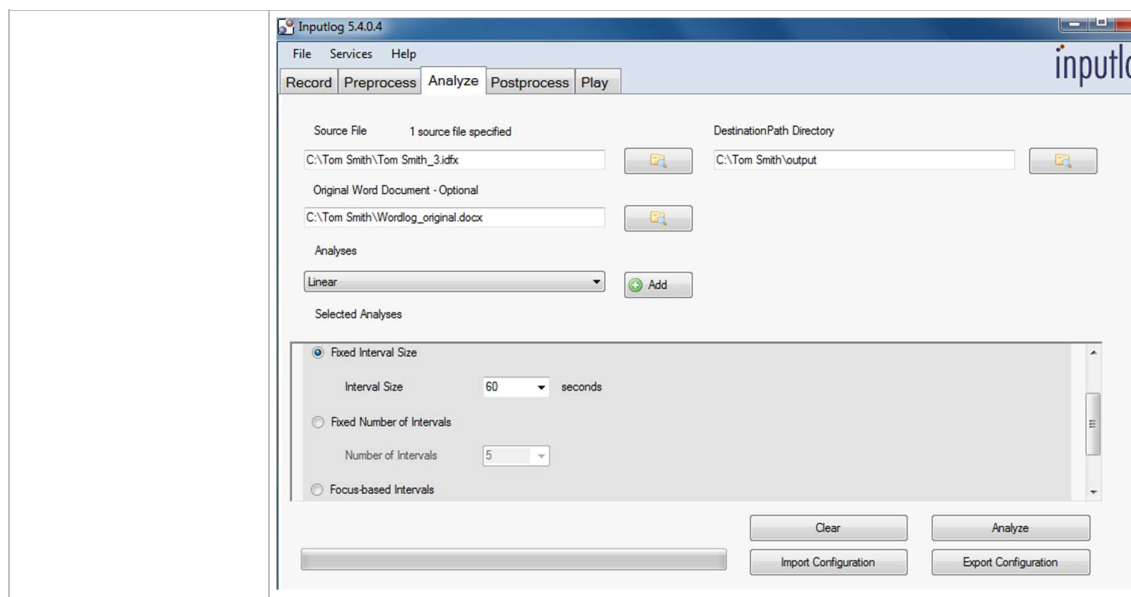 Inputlog 5.4.0.4
File Services Help
inputlo
Record Preprocess Analyze Postprocess Play
Source File 1 source file specified DestinationPath Directory
C:\Tom Smith\Tom Smith_3.idfx C:\Tom Smith\output
Original Word Document - Optional
C:\Tom Smith\Wordlog_original.docx
Analyses
Linear Add
Selected Analyses
Fixed Interval Size
Interval Size 60 seconds
Fixed Number of Intervals
Number of Intervals 5
Focus-based Intervals
Clear Analyze
Import Configuration Export Configuration